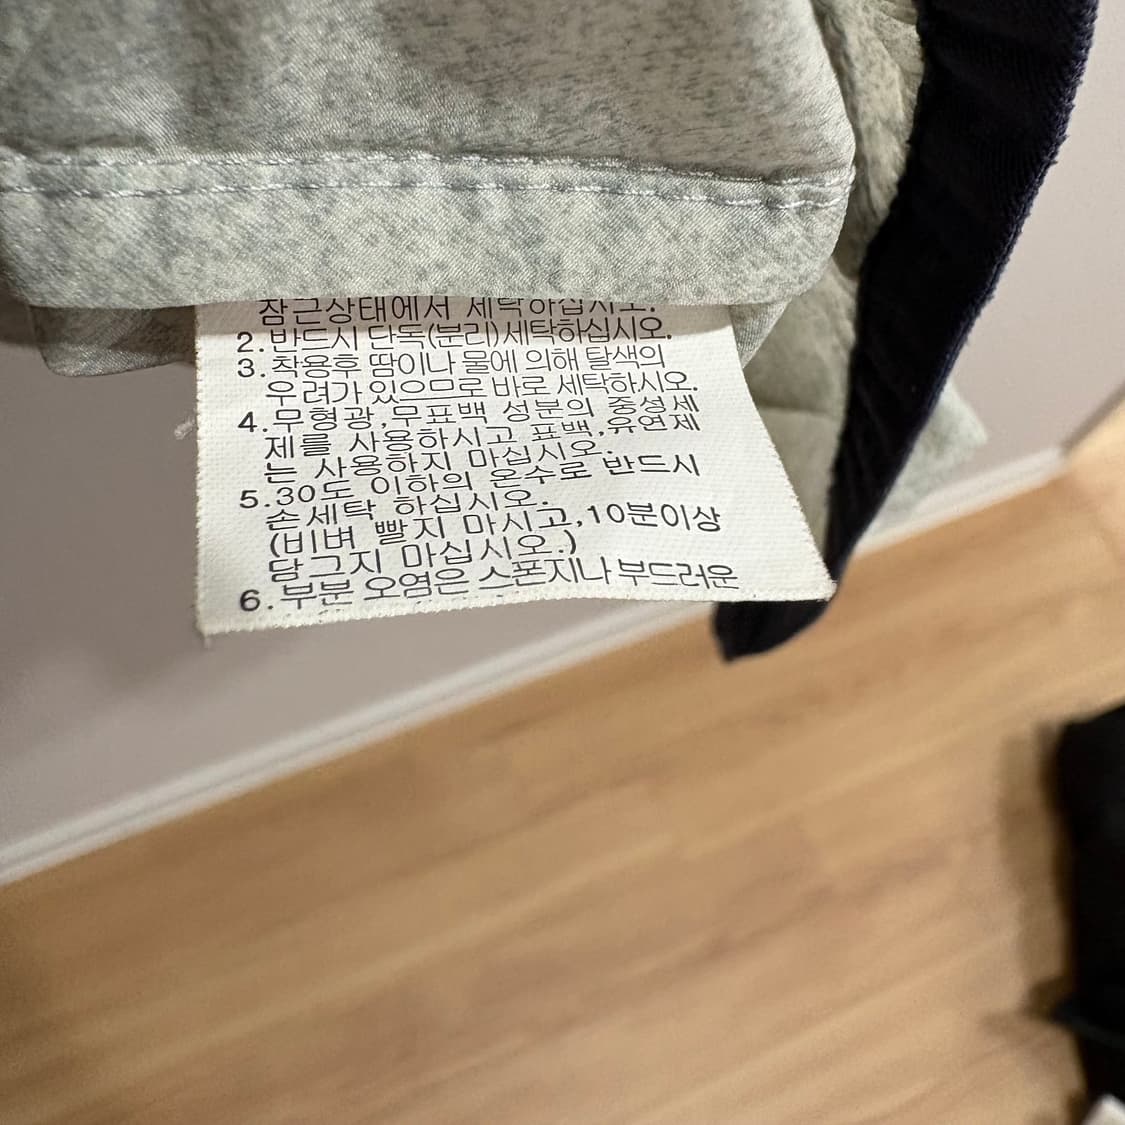 잠근상태에서 세탁하십시오.
2.반드시 단독(분리)세탁하십시오.
3.착용후 땀이나 물에 의해 탈색의
우려가 있으므로 바로 세탁하시오.
4.무형광,무표백 성분의 중성세
제를 사용하시고 표백,유연제
는 사용하지 마십시오.
5.30도 이하의 온수로 반드시
손세탁 하십시오.
(비벼 빨지 마시고,10분이상
담그지 마십시오.)
6.부분 오염은 스폰지나 부드러운